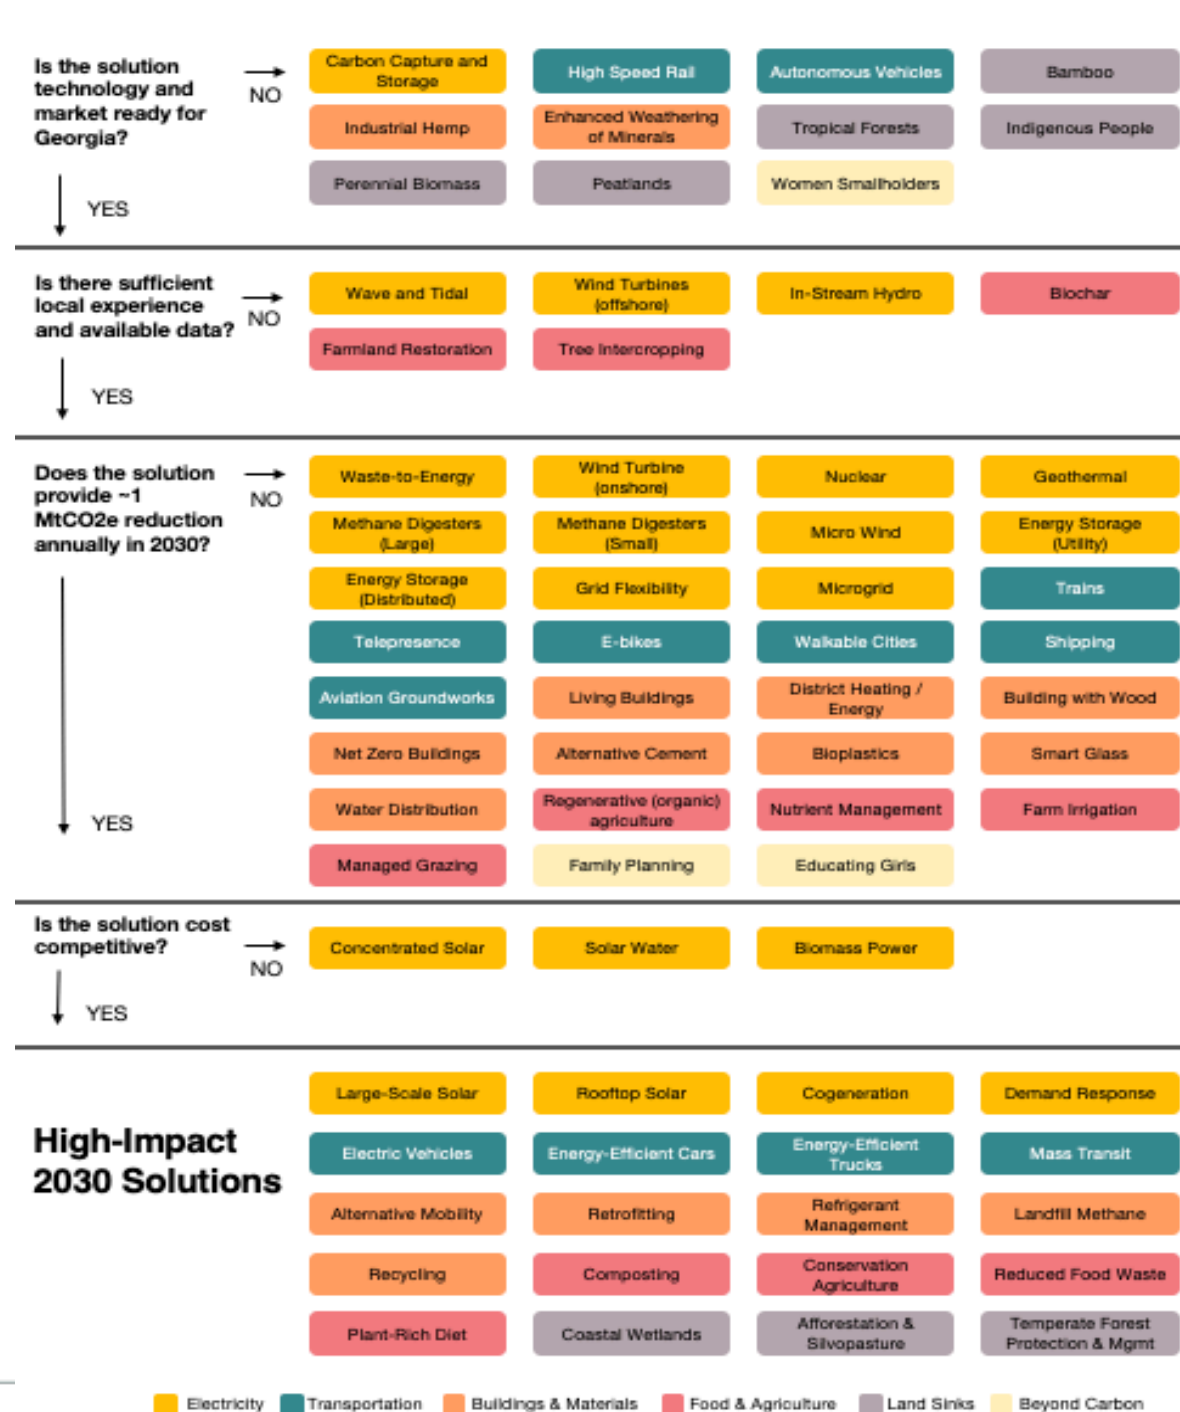 Is the solution
technology and
market ready for
Georgia?
NO
YES
Carbon Capture and
Storage
High Speed Rail
Autonomous Vehicles
Bamboo
Industrial Hemp
Enhanced Weathering
of Minerals
Tropical Forests
Indigenous People
Perennial Biomass
Peatlands
Women Smallholders
Is there sufficient
local experience
and available data?
NO
YES
Wave and Tidal
Wind Turbines
(offshore)
In-Stream Hydro
Biochar
Farmland Restoration
Tree Intercropping
Does the solution
provide ~1
MtCO2e reduction
annually in 2030?
NO
YES
Waste-to-Energy
Wind Turbine
(onshore)
Nuclear
Geothermal
Methane Digesters
(Large)
Methane Digesters
(Small)
Micro Wind
Energy Storage
(Utility)
Energy Storage
(Distributed)
Grid Flexibility
Microgrid
Trains
Telepresence
E-bikes
Walkable Cities
Shipping
Aviation Groundworks
Living Buildings
District Heating /
Energy
Building with Wood
Net Zero Buildings
Alternative Cement
Bioplastics
Smart Glass
Water Distribution
Regenerative (organic)
agriculture
Nutrient Management
Farm Irrigation
Managed Grazing
Family Planning
Educating Girls
Is the solution cost
competitive?
NO
YES
Concentrated Solar
Solar Water
Biomass Power
High-Impact
2030 Solutions
Large-Scale Solar
Rooftop Solar
Cogeneration
Demand Response
Electric Vehicles
Energy-Efficient Cars
Energy-Efficient
Trucks
Mass Transit
Alternative Mobility
Retrofitting
Refrigerant
Management
Landfill Methane
Recycling
Composting
Conservation
Agriculture
Reduced Food Waste
Plant-Rich Diet
Coastal Wetlands
Afforestation &
Silvopasture
Temperate Forest
Protection & Mgmt
Electricity
Transportation
Buildings & Materials
Food & Agriculture
Land Sinks
Beyond Carbon